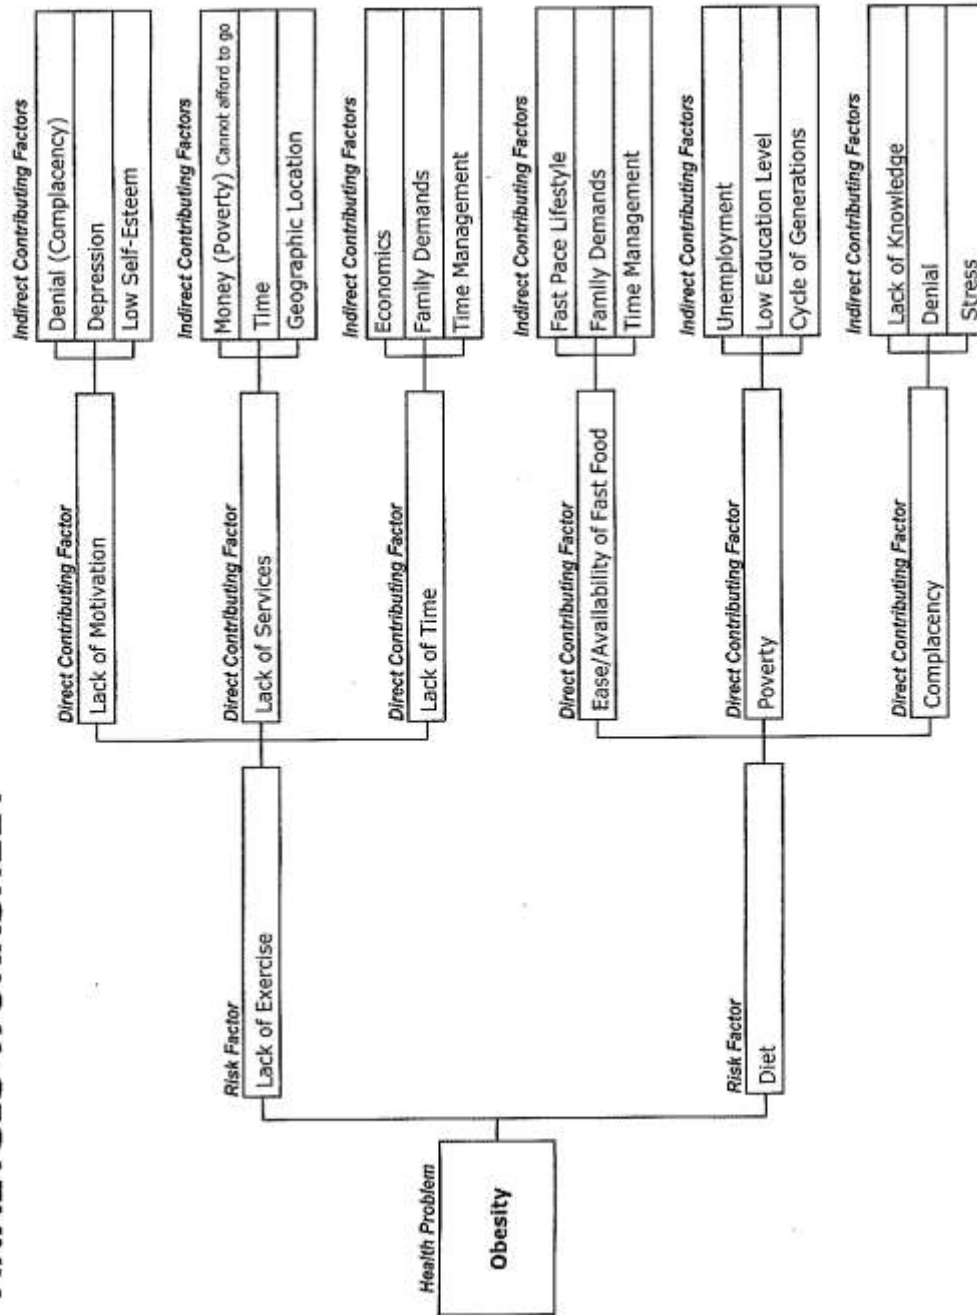 Health Problem
Obesity
Risk Factor
Lack of Exercise
Direct Contributing Factor
Lack of Motivation
Indirect Contributing Factors
Denial (Complacency)
Depression
Low Self-Esteem
Direct Contributing Factor
Lack of Services
Indirect Contributing Factors
Money (Poverty) Cannot afford to go
Time
Geographic Location
Direct Contributing Factor
Lack of Time
Indirect Contributing Factors
Economics
Family Demands
Time Management
Risk Factor
Diet
Direct Contributing Factor
Ease/Availability of Fast Food
Indirect Contributing Factors
Fast Pace Lifestyle
Family Demands
Time Management
Direct Contributing Factor
Poverty
Indirect Contributing Factors
Unemployment
Low Education Level
Cycle of Generations
Direct Contributing Factor
Complacency
Indirect Contributing Factors
Lack of Knowledge
Denial
Stress